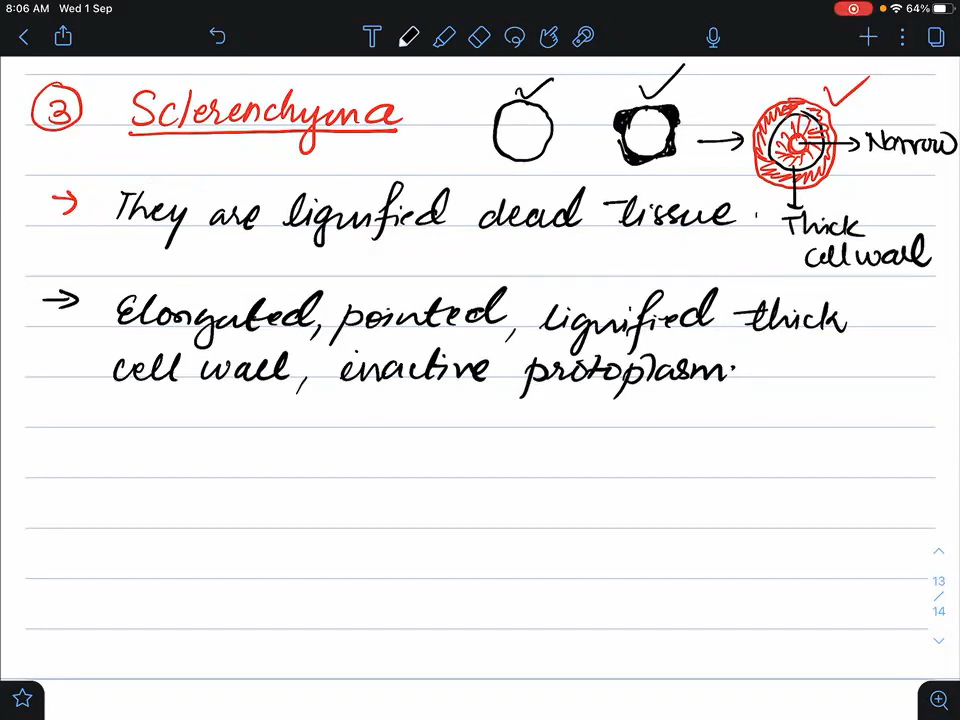 8:06 AM Wed 1 Sep
64%
T
③ Sclerenchyma
Narrow
→ They are lignified dead tissue.
Thick
cell wall
→ Elongated, pointed, lignified thick
cell wall, inactive protoplasm.
13
/
14